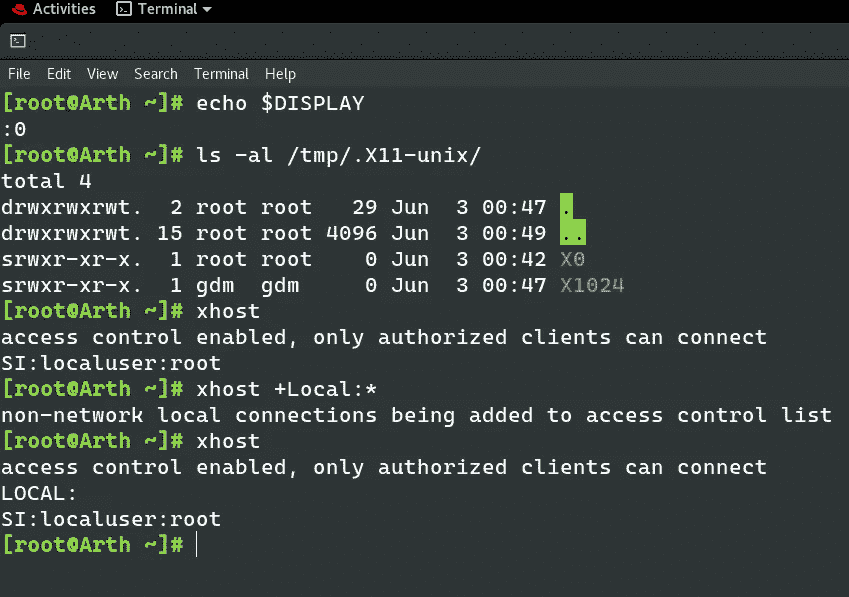 Activities Terminal
File Edit View Search Terminal Help
[root@Arth ~]# echo $DISPLAY
:0
[root@Arth ~]# ls -al /tmp/.X11-unix/
total 4
drwxrwxrwt.  2 root root   29 Jun  3 00:47 .
drwxrwxrwt. 15 root root 4096 Jun  3 00:49 ..
srwxr-xr-x.  1 root root    0 Jun  3 00:42 X0
srwxr-xr-x.  1 gdm  gdm     0 Jun  3 00:47 X1024
[root@Arth ~]# xhost
access control enabled, only authorized clients can connect
SI:localuser:root
[root@Arth ~]# xhost +Local:*
non-network local connections being added to access control list
[root@Arth ~]# xhost
access control enabled, only authorized clients can connect
LOCAL:
SI:localuser:root
[root@Arth ~]#